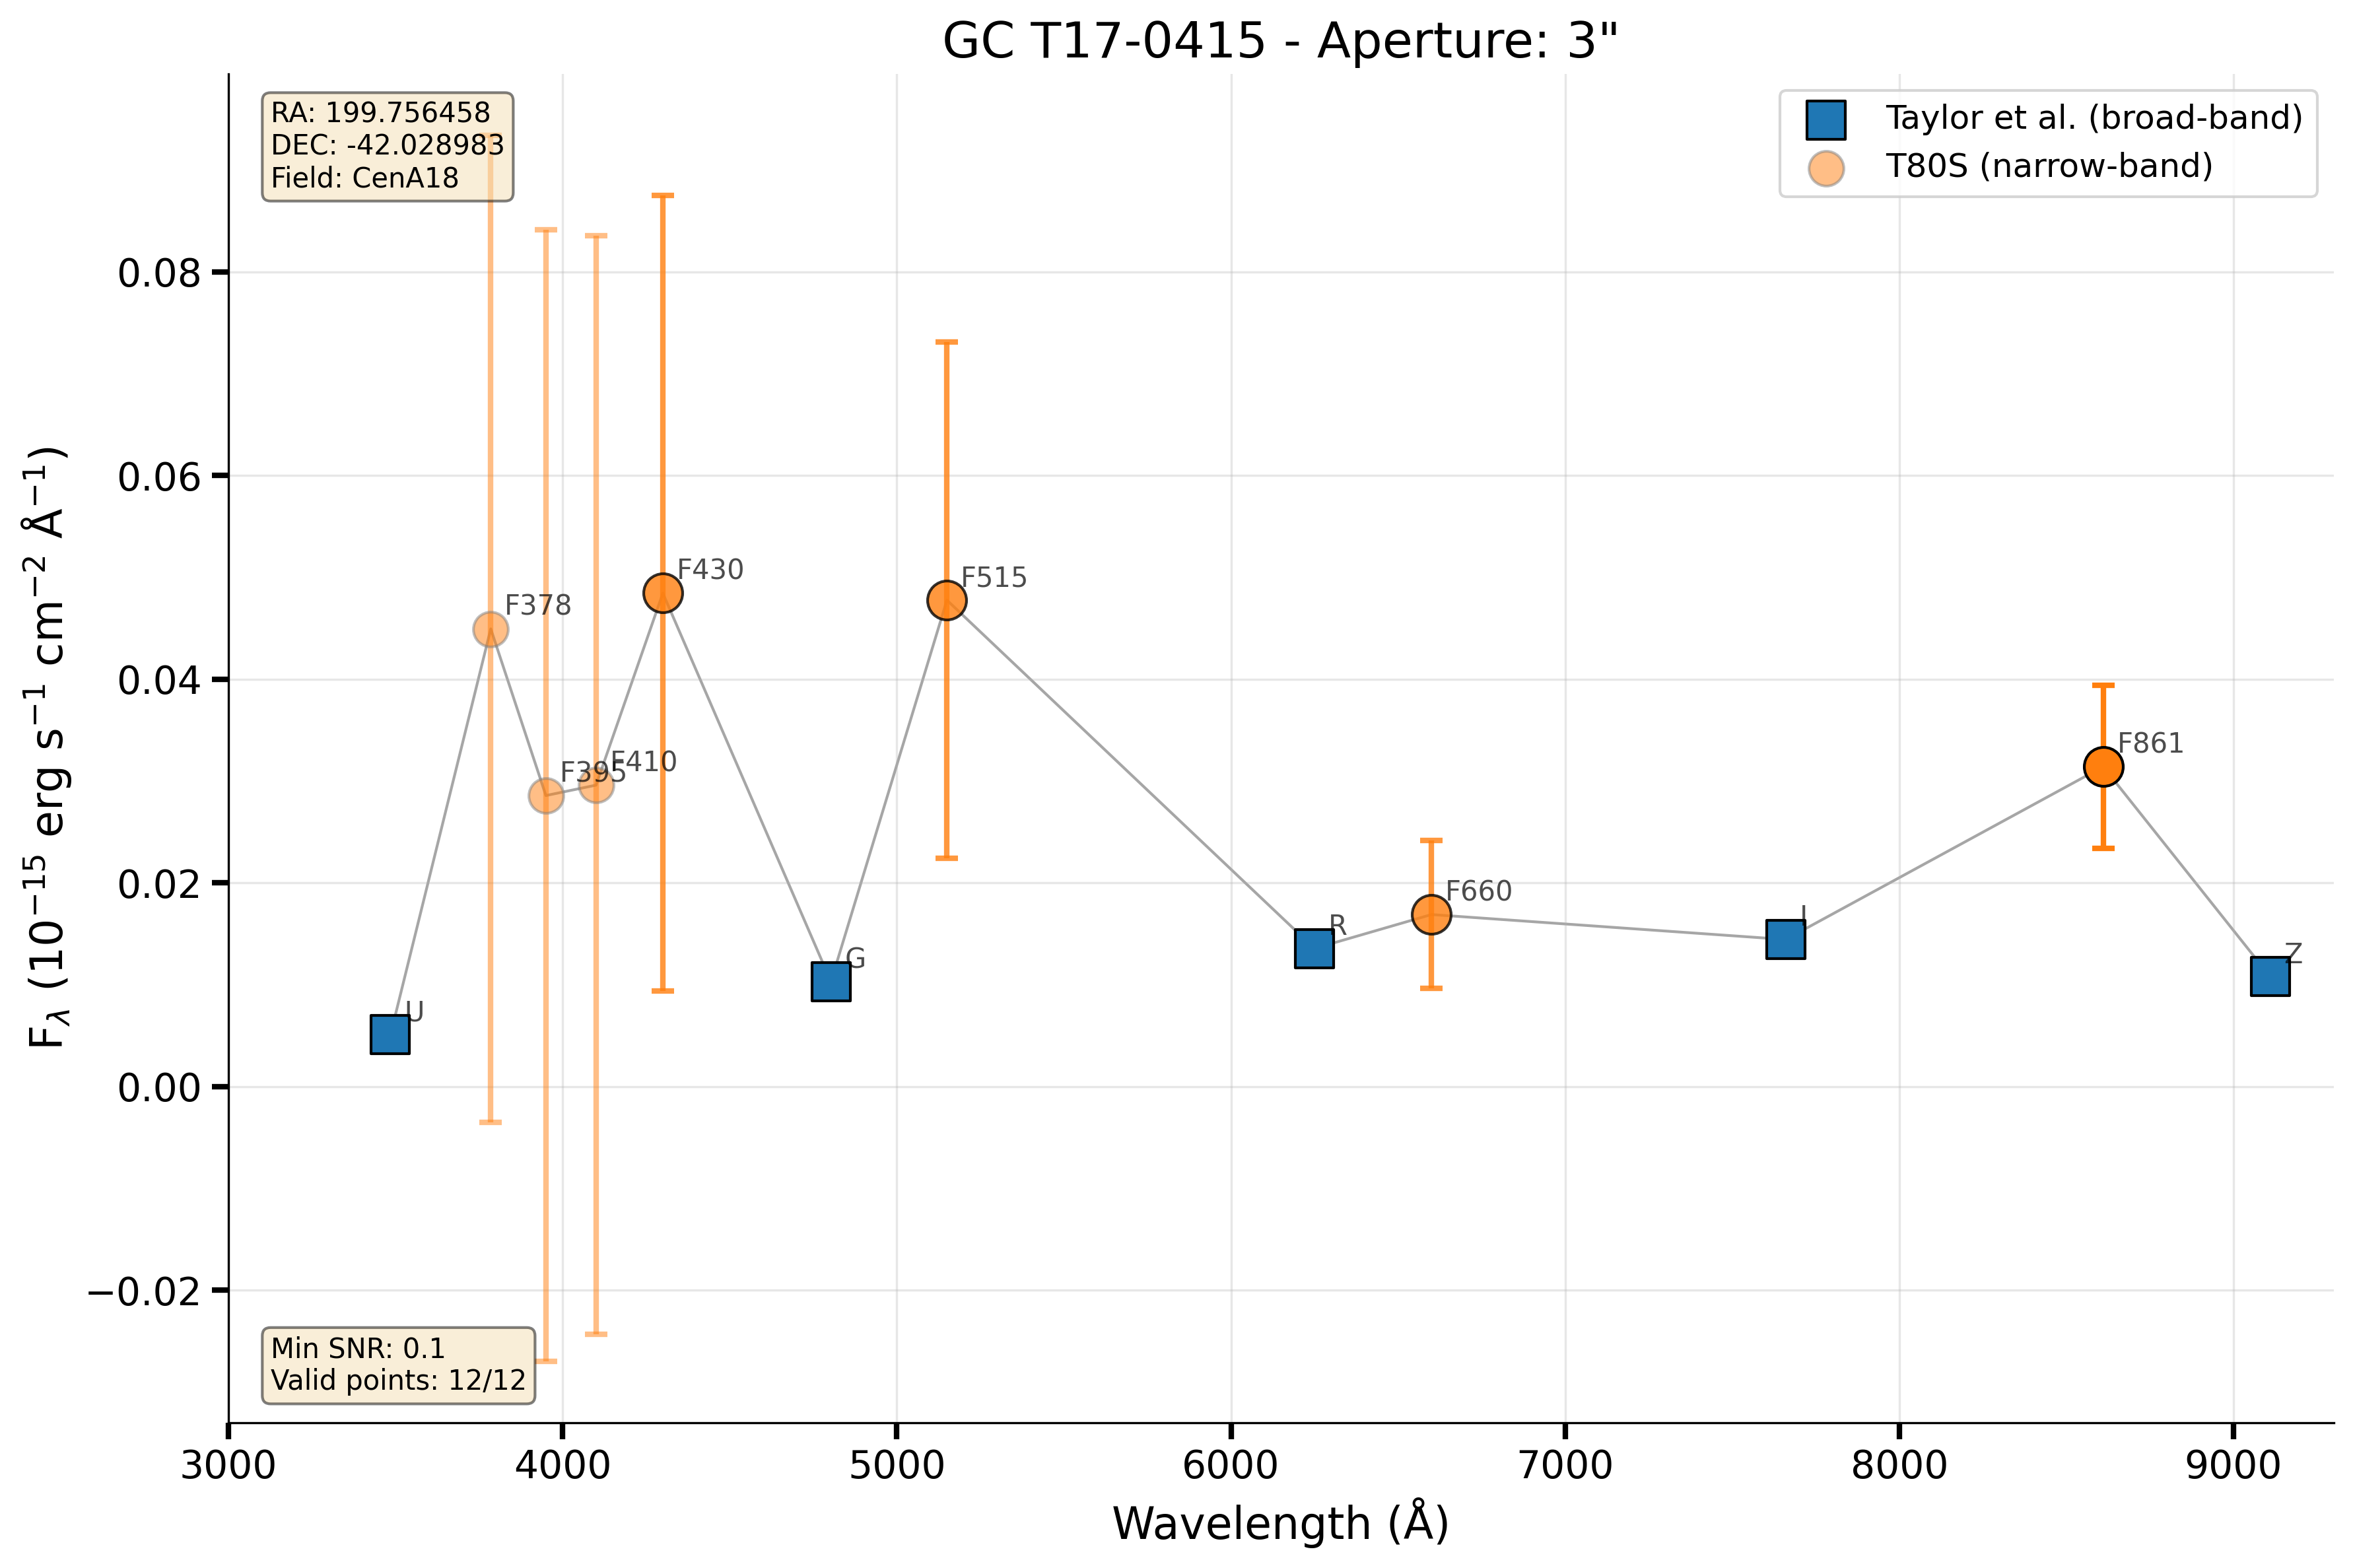 GC T17-0415 - Aperture: 3"
RA: 199.756458
DEC: -42.028983
Field: CenA18
Taylor et al. (broad-band)
T80S (narrow-band)
0.08
0.06
0.04
0.02
0.00
−0.02
F_λ (10⁻¹⁵ erg s⁻¹ cm⁻² Å⁻¹)
U
F378
F395
F410
F430
G
F515
R
F660
I
F861
Z
Min SNR: 0.1
Valid points: 12/12
3000
4000
5000
6000
7000
8000
9000
Wavelength (Å)